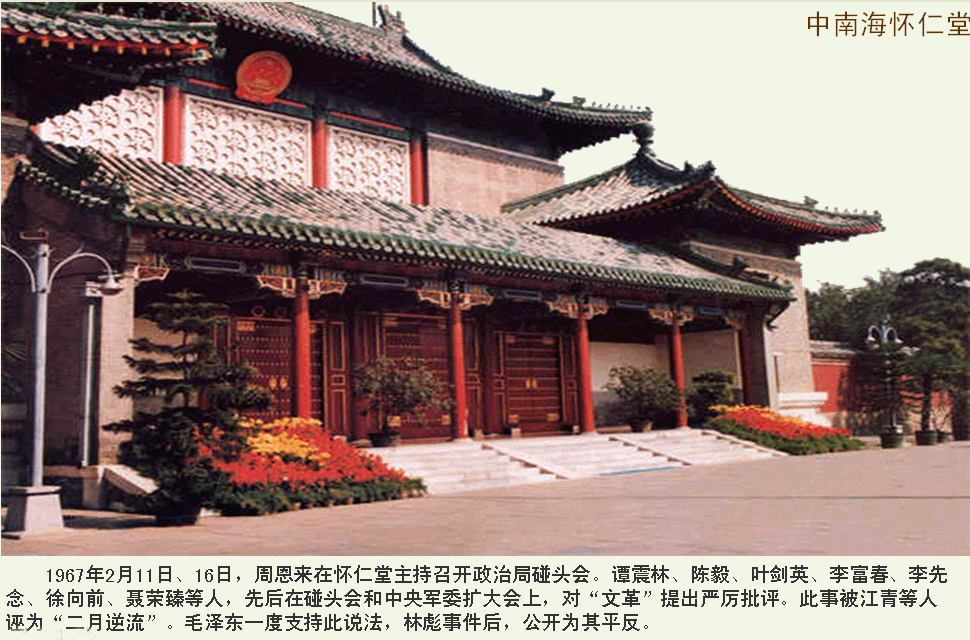 中南海怀仁堂
1967年2月11日、16日，周恩来在怀仁堂主持召开政治局碰头会。谭震林、陈毅、叶剑英、李富春、李先
念、徐向前、聂荣臻等人，先后在碰头会和中央军委扩大会上，对“文革”提出严厉批评。此事被江青等人
诬为“二月逆流”。毛泽东一度支持此说法，林彪事件后，公开为其平反。